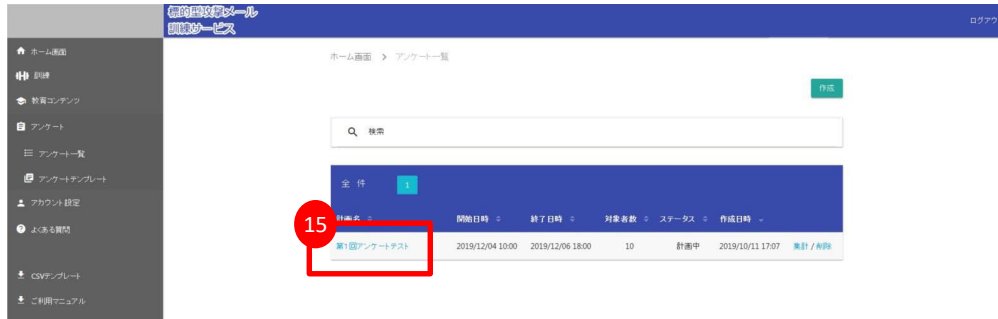 標的型攻撃メール
訓練サービス
ログアウ
ホーム画面
訓練
教育コンテンツ
アンケート
アンケート一覧
アンケートテンプレート
アカウント設定
よくある質問
CSVテンプレート
ご利用マニュアル
ホーム画面 > アンケート一覧
作成
検索
全 件 1
15
計画名 開始日時 終了日時 対象者数 ステータス 作成日時
第1回アンケートテスト 2019/12/04 10:00 2019/12/06 18:00 10 計画中 2019/10/11 17:07 集計 / 削除